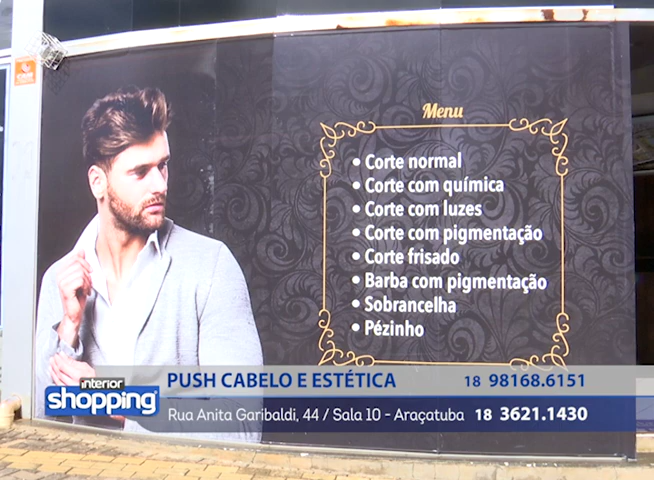 Menu
• Corte normal
• Corte com química
• Corte com luzes
• Corte com pigmentação
• Corte frisado
• Barba com pigmentação
• Sobrancelha
• Pézinho
interior
shopping
PUSH CABELO E ESTÉTICA 18 98168.6151
Rua Anita Garibaldi, 44 / Sala 10 - Araçatuba 18 3621.1430